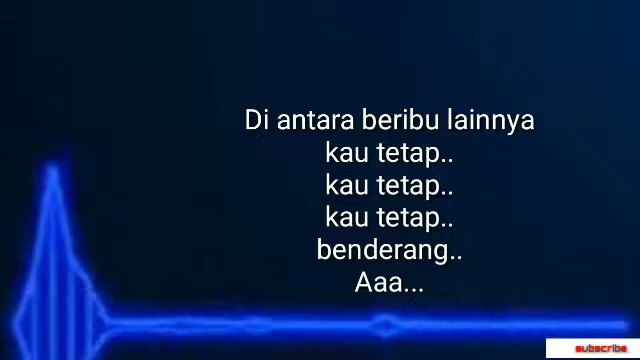 Di antara beribu lainnya
kau tetap..
kau tetap..
kau tetap..
benderang..
Aaa...
subscribe